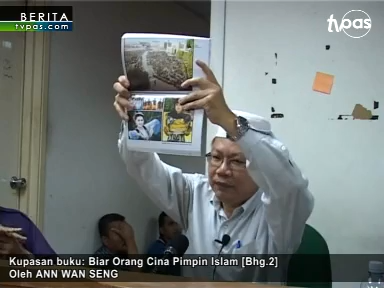 BERITA
tvpas.com
tvpas
Kupasan buku: Biar Orang Cina Pimpin Islam [Bhg.2]
Oleh ANN WAN SENG